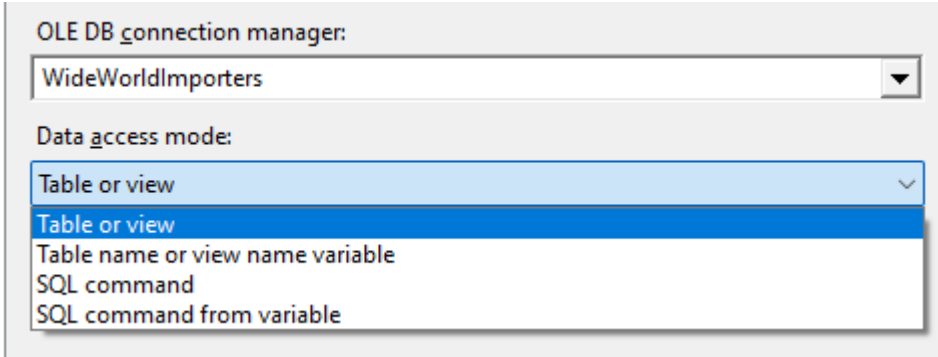 OLE DB connection manager:
WideWorldImporters
Data access mode:
Table or view
Table or view
Table name or view name variable
SQL command
SQL command from variable